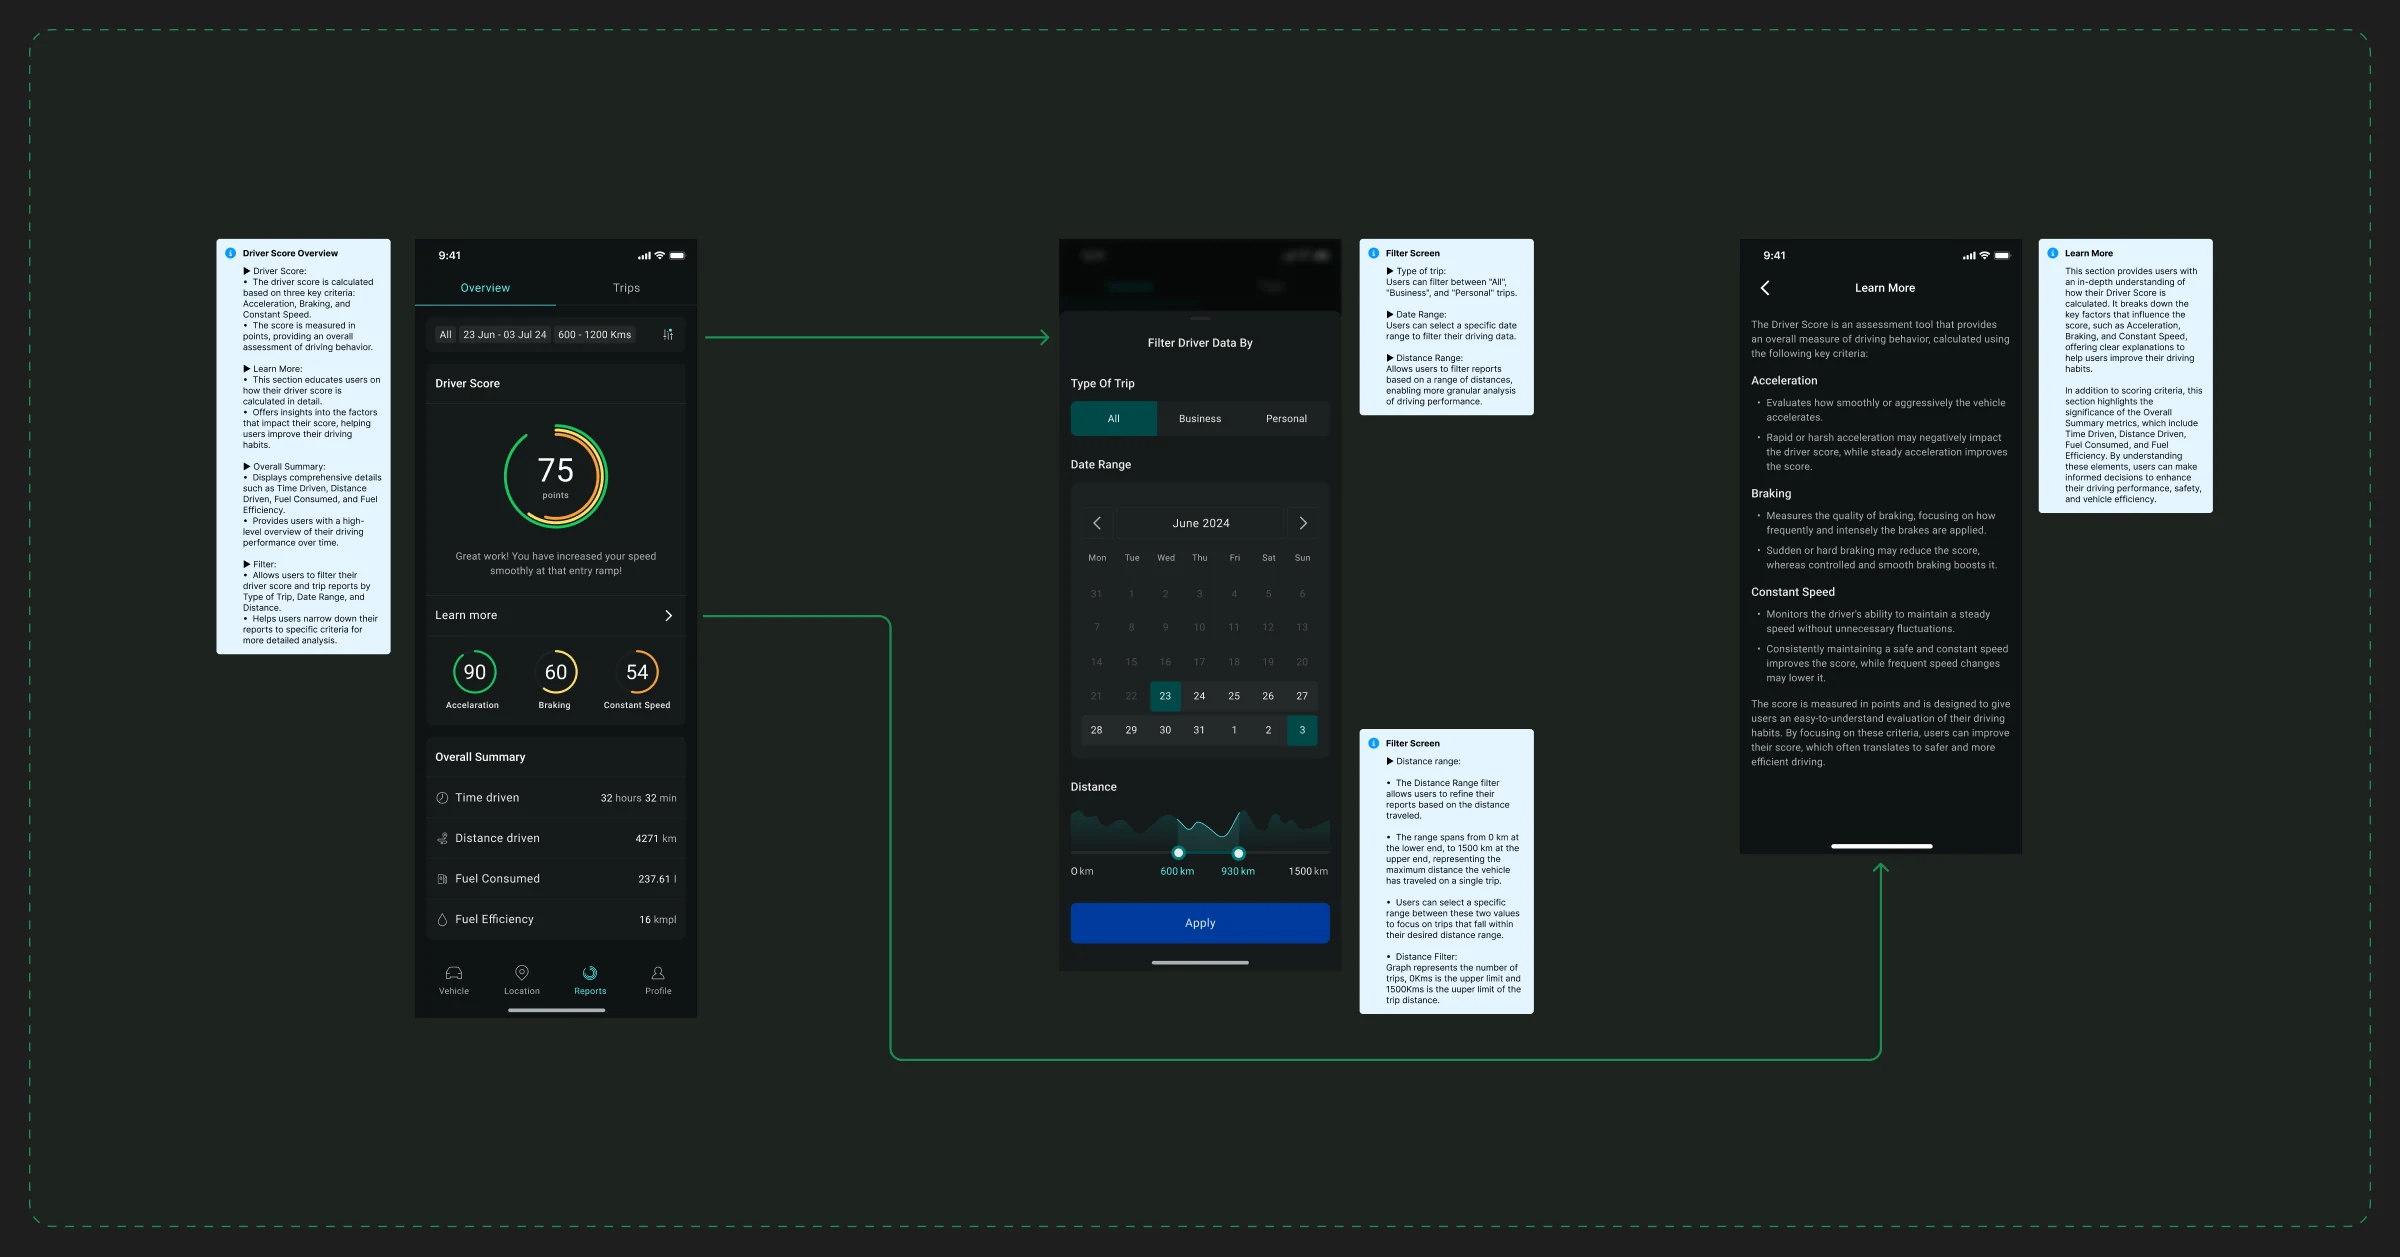 Driver Score Overview
▶ Driver Score:
• The driver score is calculated
based on three key criteria:
Acceleration, Braking, and
Constant Speed.
• The score is measured in
points, providing an overall
assessment of driving behavior.
▶ Learn More:
• This section educates users on
how their driver score is
calculated in detail.
• Offers insights into the factors
that impact their score, helping
users improve their driving
habits.
▶ Overall Summary:
• Displays comprehensive details
such as Time Driven, Distance
Driven, Fuel Consumed, and Fuel
Efficiency.
• Provides users with a high-
level overview of their driving
performance over time.
▶ Filter:
• Allows users to filter their
driver score and trip reports by
Type of Trip, Date Range, and
Distance.
• Helps users narrow down their
reports to specific criteria for
more detailed analysis.
9:41
Overview Trips
All 23 Jun - 03 Jul 24 600 - 1200 Kms
Driver Score
75
points
Great work! You have increased your speed
smoothly at that entry ramp!
Learn more
90 60 54
Accelaration Braking Constant Speed
Overall Summary
Time driven 32 hours 32 min
Distance driven 4271 km
Fuel Consumed 237.61 l
Fuel Efficiency 16 kmpl
Vehicle Location Reports Profile
Filter Driver Data By
Type Of Trip
All Business Personal
Date Range
June 2024
Mon Tue Wed Thu Fri Sat Sun
31 1 2 3 4 5 6
7 8 9 10 11 12 13
14 15 16 17 18 19 20
21 22 23 24 25 26 27
28 29 30 31 1 2 3
Distance
0 km 600 km 930 km 1500 km
Apply
Filter Screen
▶ Type of trip:
Users can filter between "All",
"Business", and "Personal" trips.
▶ Date Range:
Users can select a specific date
range to filter their driving data.
▶ Distance Range:
Allows users to filter reports
based on a range of distances,
enabling more granular analysis
of driving performance.
Filter Screen
▶ Distance range:
• The Distance Range filter
allows users to refine their
reports based on the distance
traveled.
• The range spans from 0 km at
the lower end, to 1500 km at the
upper end, representing the
maximum distance the vehicle
has traveled on a single trip.
• Users can select a specific
range between these two values
to focus on trips that fall within
their desired distance range.
• Distance Filter:
Graph represents the number of
trips, 0Kms is the upper limit and
1500Kms is the uuper limit of the
trip distance.
9:41
Learn More
The Driver Score is an assessment tool that provides
an overall measure of driving behavior, calculated using
the following key criteria:
Acceleration
• Evaluates how smoothly or aggressively the vehicle
accelerates.
• Rapid or harsh acceleration may negatively impact
the driver score, while steady acceleration improves
the score.
Braking
• Measures the quality of braking, focusing on how
frequently and intensely the brakes are applied.
• Sudden or hard braking may reduce the score,
whereas controlled and smooth braking boosts it.
Constant Speed
• Monitors the driver's ability to maintain a steady
speed without unnecessary fluctuations.
• Consistently maintaining a safe and constant speed
improves the score, while frequent speed changes
may lower it.
The score is measured in points and is designed to give
users an easy-to-understand evaluation of their driving
habits. By focusing on these criteria, users can improve
their score, which often translates to safer and more
efficient driving.
Learn More
This section provides users with
an in-depth understanding of
how their Driver Score is
calculated. It breaks down the
key factors that influence the
score, such as Acceleration,
Braking, and Constant Speed,
offering clear explanations to
help users improve their driving
habits.
In addition to scoring criteria, this
section highlights the
significance of the Overall
Summary metrics, which include
Time Driven, Distance Driven,
Fuel Consumed, and Fuel
Efficiency. By understanding
these elements, users can make
informed decisions to enhance
their driving performance, safety,
and vehicle efficiency.